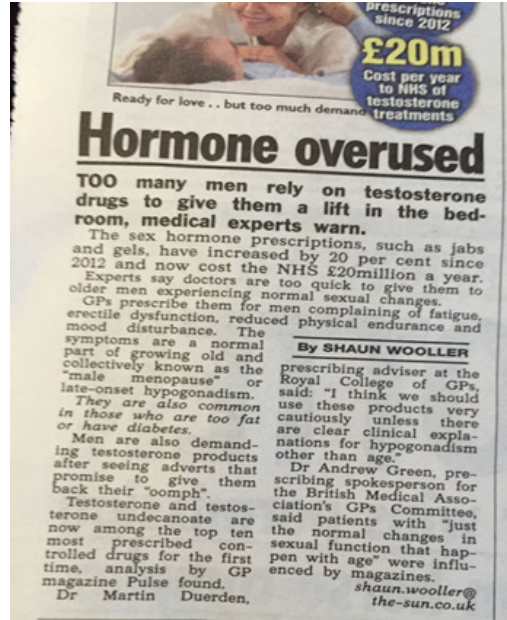 prescriptions
since 2012
£20m
Cost per year
to NHS of
testosterone
treatments
Ready for love . . but too much demand
Hormone overused
TOO many men rely on testosterone
drugs to give them a lift in the bed-
room, medical experts warn.
The sex hormone prescriptions, such as jabs
and gels, have increased by 20 per cent since
2012 and now cost the NHS £20million a year.
Experts say doctors are too quick to give them to
older men experiencing normal sexual changes.
GPs prescribe them for men complaining of fatigue,
erectile dysfunction, reduced physical endurance and
mood disturbance. The
symptoms are a normal
part of growing old and
collectively known as the
"male menopause" or
late-onset hypogonadism.
They are also common
in those who are too fat
or have diabetes.
Men are also demand-
ing testosterone products
after seeing adverts that
promise to give them
back their "oomph".
Testosterone and testos-
terone undecanoate are
now among the top ten
most prescribed con-
trolled drugs for the first
time, analysis by GP
magazine Pulse found.
Dr Martin Duerden,
By SHAUN WOOLLER
prescribing adviser at the
Royal College of GPs,
said: "I think we should
use these products very
cautiously unless there
are clear clinical expla-
nations for hypogonadism
other than age."
Dr Andrew Green, pre-
scribing spokesperson for
the British Medical Asso-
ciation's GPs Committee,
said patients with "just
the normal changes in
sexual function that hap-
pen with age" were influ-
enced by magazines.
shaun.wooller@
the-sun.co.uk